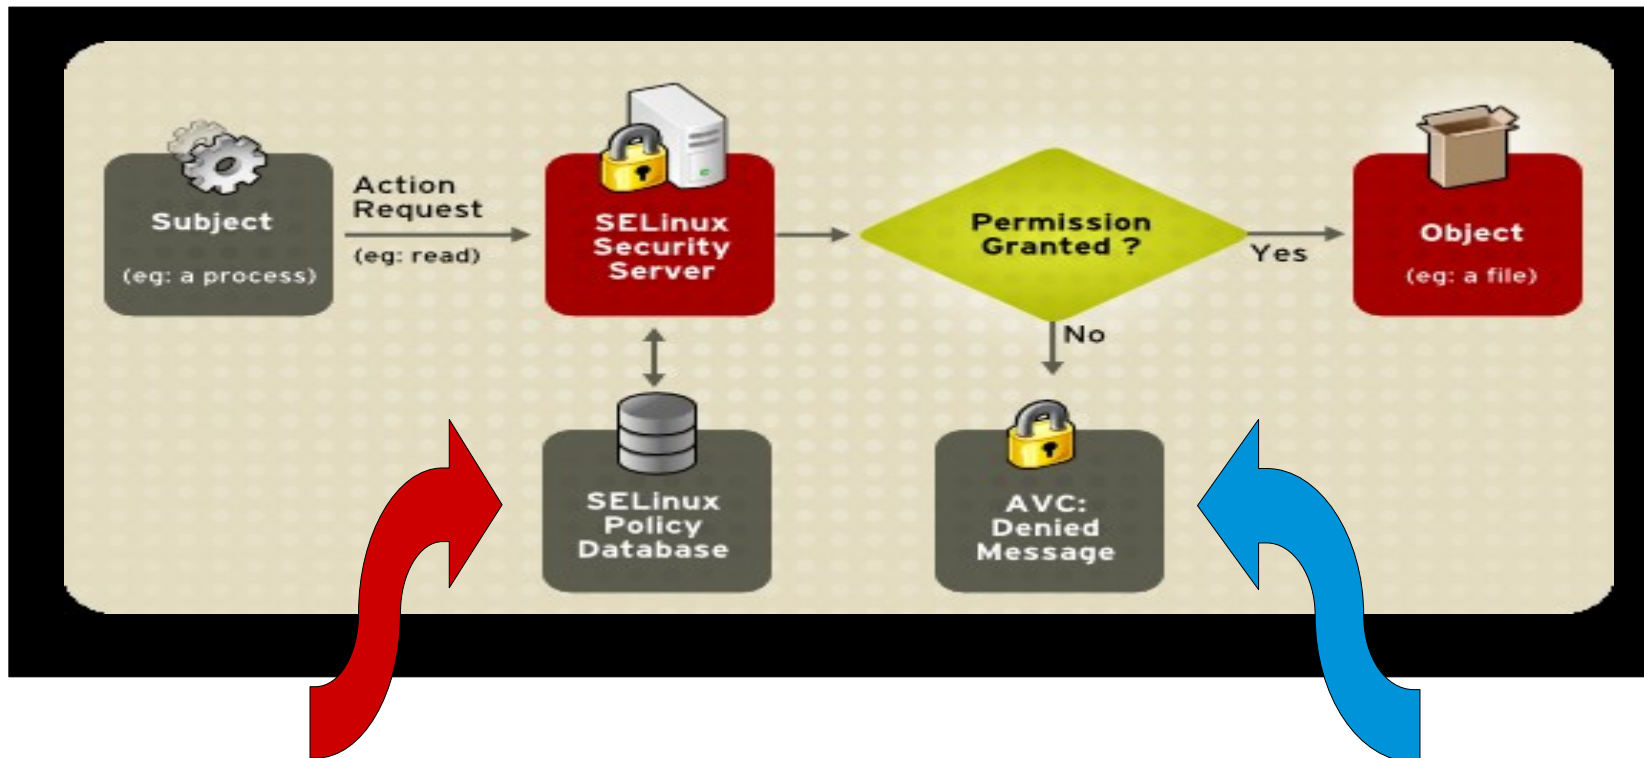 Subject
(eg: a process)
Action
Request
(eg: read)
SELinux
Security
Server
Permission
Granted ?
Yes
Object
(eg: a file)
No
SELinux
Policy
Database
AVC:
Denied
Message